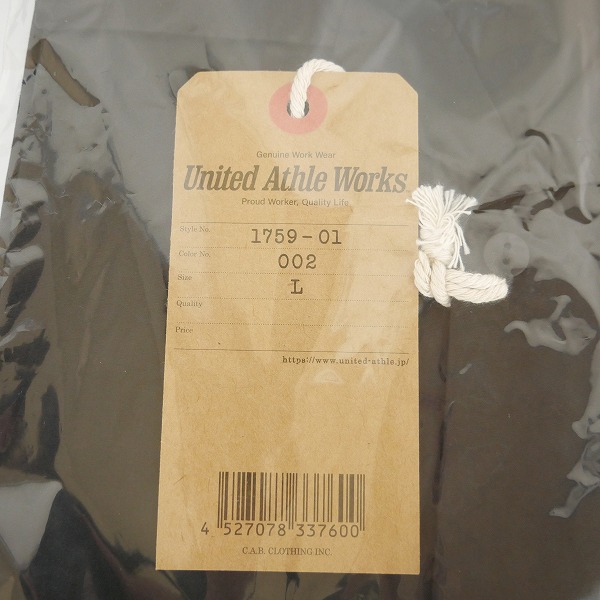 Genuine Work Wear
United Athle Works
Proud Worker, Quality Life
Style No. 1759-01
Color No. 002
Size L
Quality
Price
https://www.united-athle.jp/
4 527078 337600
C.A.B. CLOTHING INC.